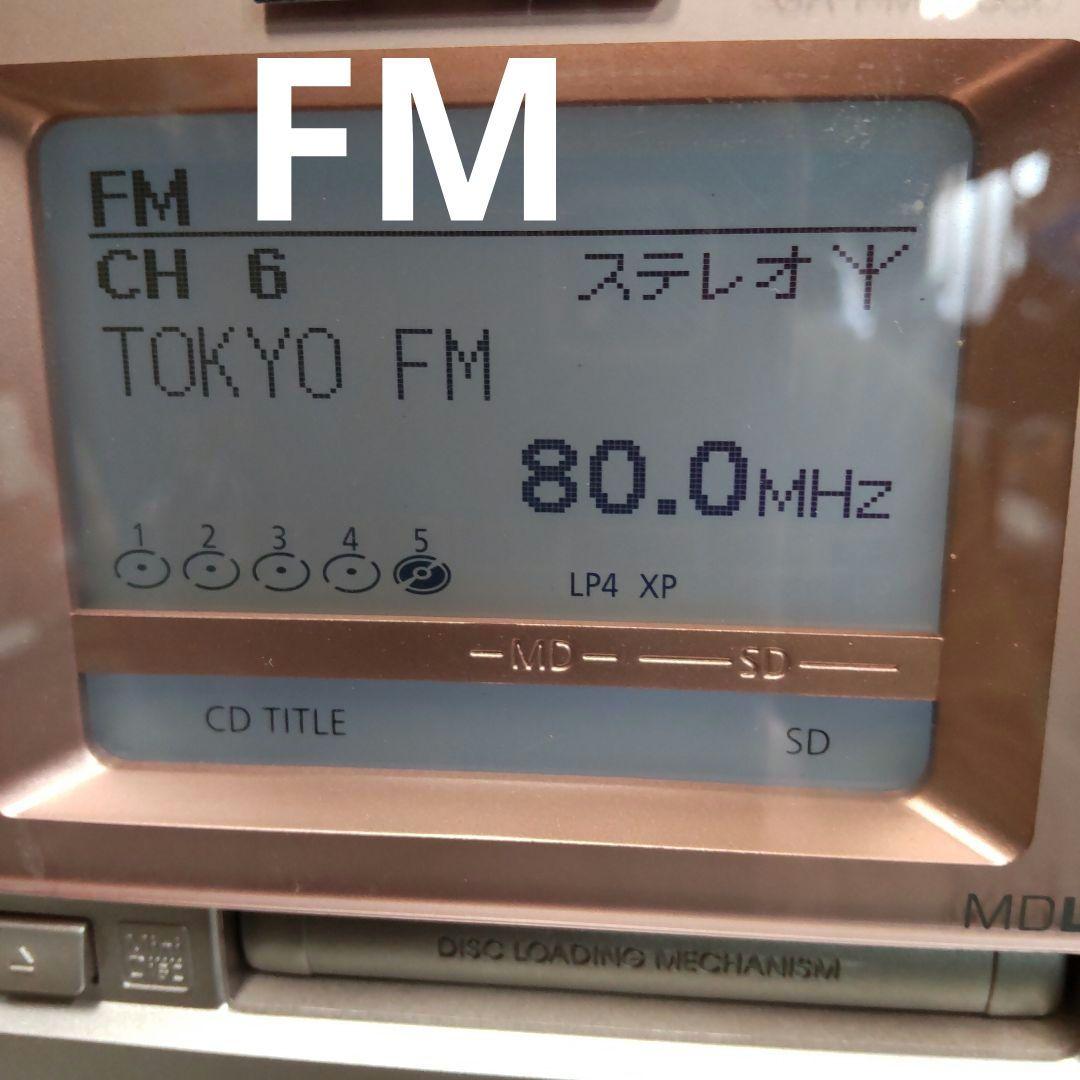 FM
FM
CH 6 ステレオ
TOKYO FM
80.0MHz
1 2 3 4 5
LP4 XP
MD SD
CD TITLE SD
MDL
DISC LOADING MECHANISM